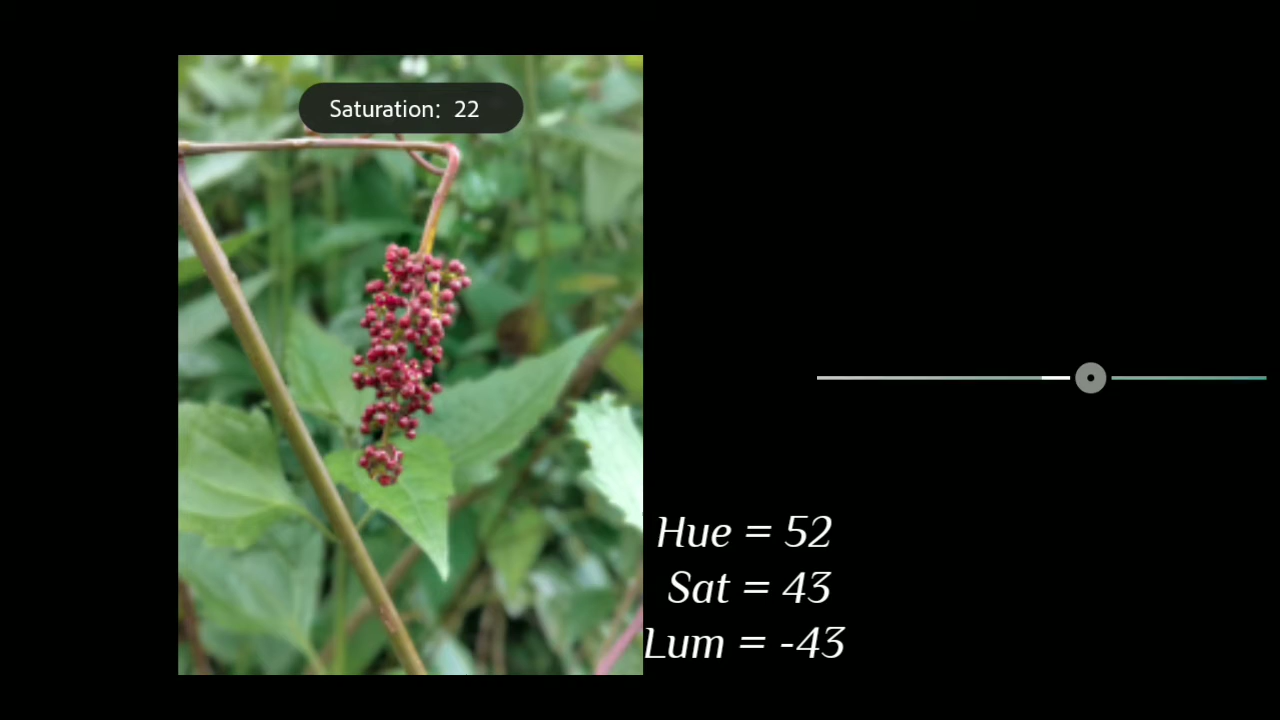 Saturation: 22
Hue = 52
Sat = 43
Lum = -43